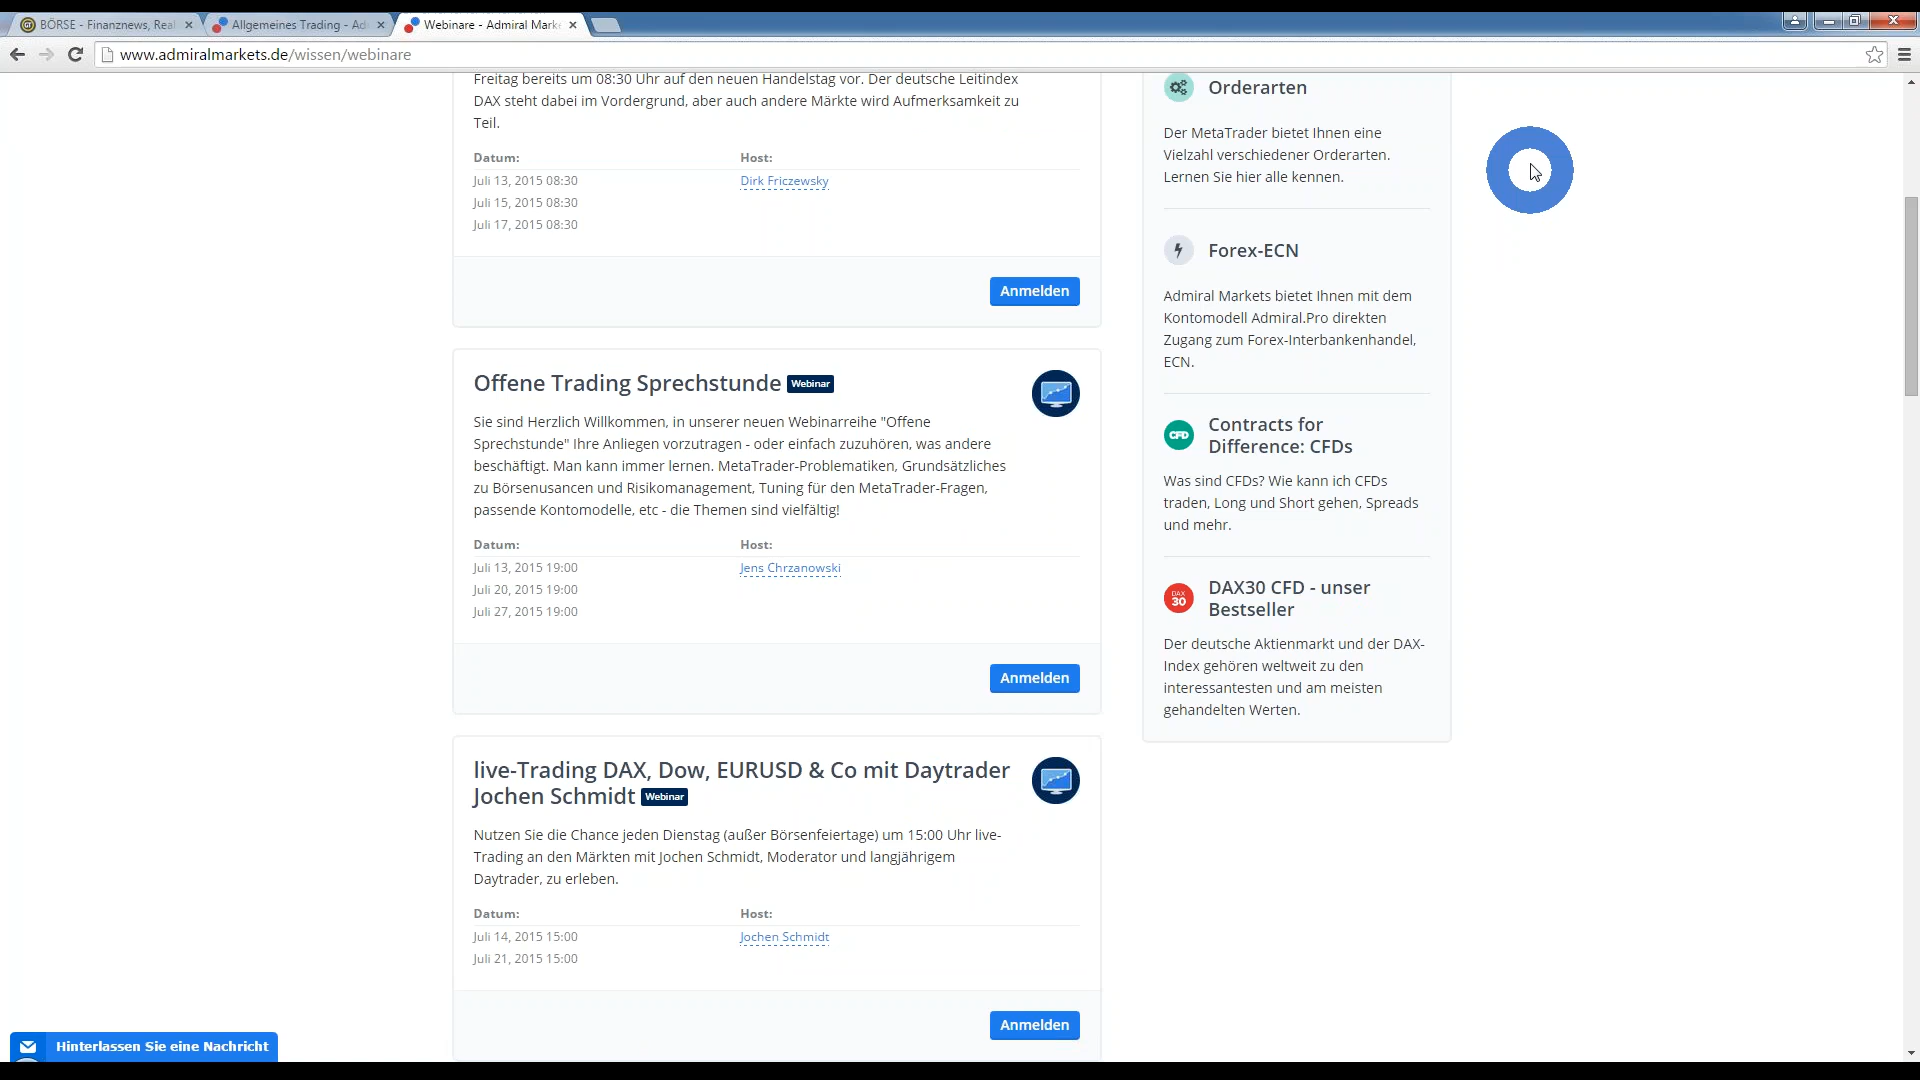 BÖRSE - Finanznews, Real
Allgemeines Trading - Ad
Webinare - Admiral Mark
www.admiralmarkets.de/wissen/webinare
Freitag bereits um 08:30 Uhr auf den neuen Handelstag vor. Der deutsche Leitindex
DAX steht dabei im Vordergrund, aber auch andere Märkte wird Aufmerksamkeit zu
Teil.
Datum: Host:
Juli 13, 2015 08:30 Dirk Friczewsky
Juli 15, 2015 08:30
Juli 17, 2015 08:30
Anmelden
Offene Trading Sprechstunde Webinar
Sie sind Herzlich Willkommen, in unserer neuen Webinarreihe "Offene
Sprechstunde" Ihre Anliegen vorzutragen - oder einfach zuzuhören, was andere
beschäftigt. Man kann immer lernen. MetaTrader-Problematiken, Grundsätzliches
zu Börsenusancen und Risikomanagement, Tuning für den MetaTrader-Fragen,
passende Kontomodelle, etc - die Themen sind vielfältig!
Datum: Host:
Juli 13, 2015 19:00 Jens Chrzanowski
Juli 20, 2015 19:00
Juli 27, 2015 19:00
Anmelden
live-Trading DAX, Dow, EURUSD & Co mit Daytrader
Jochen Schmidt Webinar
Nutzen Sie die Chance jeden Dienstag (außer Börsenfeiertage) um 15:00 Uhr live-
Trading an den Märkten mit Jochen Schmidt, Moderator und langjährigem
Daytrader, zu erleben.
Datum: Host:
Juli 14, 2015 15:00 Jochen Schmidt
Juli 21, 2015 15:00
Anmelden
Orderarten
Der MetaTrader bietet Ihnen eine
Vielzahl verschiedener Orderarten.
Lernen Sie hier alle kennen.
Forex-ECN
Admiral Markets bietet Ihnen mit dem
Kontomodell Admiral.Pro direkten
Zugang zum Forex-Interbankenhandel,
ECN.
CFD
Contracts for
Difference: CFDs
Was sind CFDs? Wie kann ich CFDs
traden, Long und Short gehen, Spreads
und mehr.
DAX
30
DAX30 CFD - unser
Bestseller
Der deutsche Aktienmarkt und der DAX-
Index gehören weltweit zu den
interessantesten und am meisten
gehandelten Werten.
Hinterlassen Sie eine Nachricht